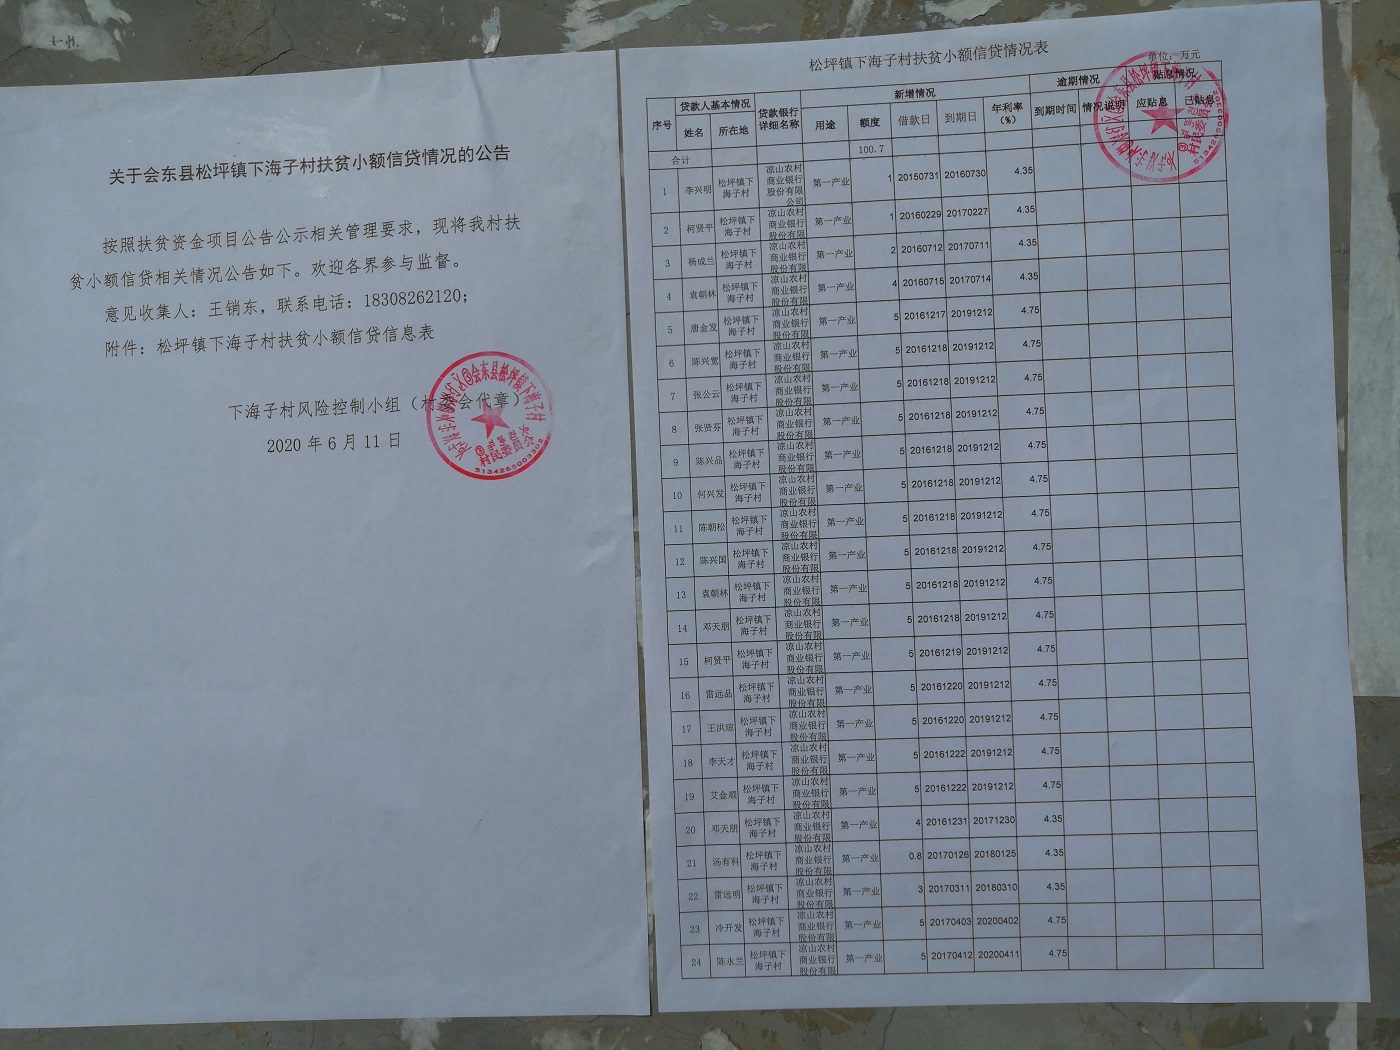 关于会东县松坪镇下海子村扶贫小额信贷情况的公告
按照扶贫资金项目公告公示相关管理要求，现将我村扶
贫小额信贷相关情况公告如下。欢迎各界参与监督。
意见收集人：王销东，联系电话：18308262120；
附件：松坪镇下海子村扶贫小额信贷信息表
下海子村风险控制小组（村委会代章）
2020年6月11日
会东县松坪镇下海子村
村民委员会
5134265003302
松坪镇下海子村扶贫小额信贷情况表
单位：万元
序号 贷款人基本情况 贷款银行详细名称 新增情况 逾期情况 贴息情况
姓名 所在地 用途 额度 借款日 到期日 年利率（%） 到期时间 情况说明 应贴息 已贴息
合计 100.7
1 李兴明 松坪镇下海子村 凉山农村商业银行股份有限公司 第一产业 1 20150731 20160730 4.35
2 柯贤平 松坪镇下海子村 凉山农村商业银行股份有限 第一产业 1 20160229 20170227 4.35
3 杨成兰 松坪镇下海子村 凉山农村商业银行股份有限 第一产业 2 20160712 20170711 4.35
4 袁朝林 松坪镇下海子村 凉山农村商业银行股份有限 第一产业 4 20160715 20170714 4.35
5 唐金发 松坪镇下海子村 凉山农村商业银行股份有限 第一产业 5 20161217 20191212 4.75
6 陈兴宽 松坪镇下海子村 凉山农村商业银行股份有限 第一产业 5 20161218 20191212 4.75
7 张公云 松坪镇下海子村 凉山农村商业银行股份有限 第一产业 5 20161218 20191212 4.75
8 张贤芬 松坪镇下海子村 凉山农村商业银行股份有限 第一产业 5 20161218 20191212 4.75
9 陈兴品 松坪镇下海子村 凉山农村商业银行股份有限 第一产业 5 20161218 20191212 4.75
10 何兴发 松坪镇下海子村 凉山农村商业银行股份有限 第一产业 5 20161218 20191212 4.75
11 陈朝松 松坪镇下海子村 凉山农村商业银行股份有限 第一产业 5 20161218 20191212 4.75
12 陈兴国 松坪镇下海子村 凉山农村商业银行股份有限 第一产业 5 20161218 20191212 4.75
13 袁朝林 松坪镇下海子村 凉山农村商业银行股份有限 第一产业 5 20161218 20191212 4.75
14 邓天朋 松坪镇下海子村 凉山农村商业银行股份有限 第一产业 5 20161218 20191212 4.75
15 柯贤平 松坪镇下海子村 凉山农村商业银行股份有限 第一产业 5 20161219 20191212 4.75
16 雷远品 松坪镇下海子村 凉山农村商业银行股份有限 第一产业 5 20161220 20191212 4.75
17 王洪琼 松坪镇下海子村 凉山农村商业银行股份有限 第一产业 5 20161220 20191212 4.75
18 李天才 松坪镇下海子村 凉山农村商业银行股份有限 第一产业 5 20161222 20191212 4.75
19 艾金顺 松坪镇下海子村 凉山农村商业银行股份有限 第一产业 5 20161222 20191212 4.75
20 邓天朋 松坪镇下海子村 凉山农村商业银行股份有限 第一产业 4 20161231 20171230 4.35
21 汤有科 松坪镇下海子村 凉山农村商业银行股份有限 第一产业 0.8 20170126 20180125 4.35
22 雷远明 松坪镇下海子村 凉山农村商业银行股份有限 第一产业 3 20170311 20180310 4.35
23 冷开发 松坪镇下海子村 凉山农村商业银行股份有限 第一产业 5 20170403 20200402 4.75
24 陈永兰 松坪镇下海子村 凉山农村商业银行股份有限 第一产业 5 20170412 20200411 4.75